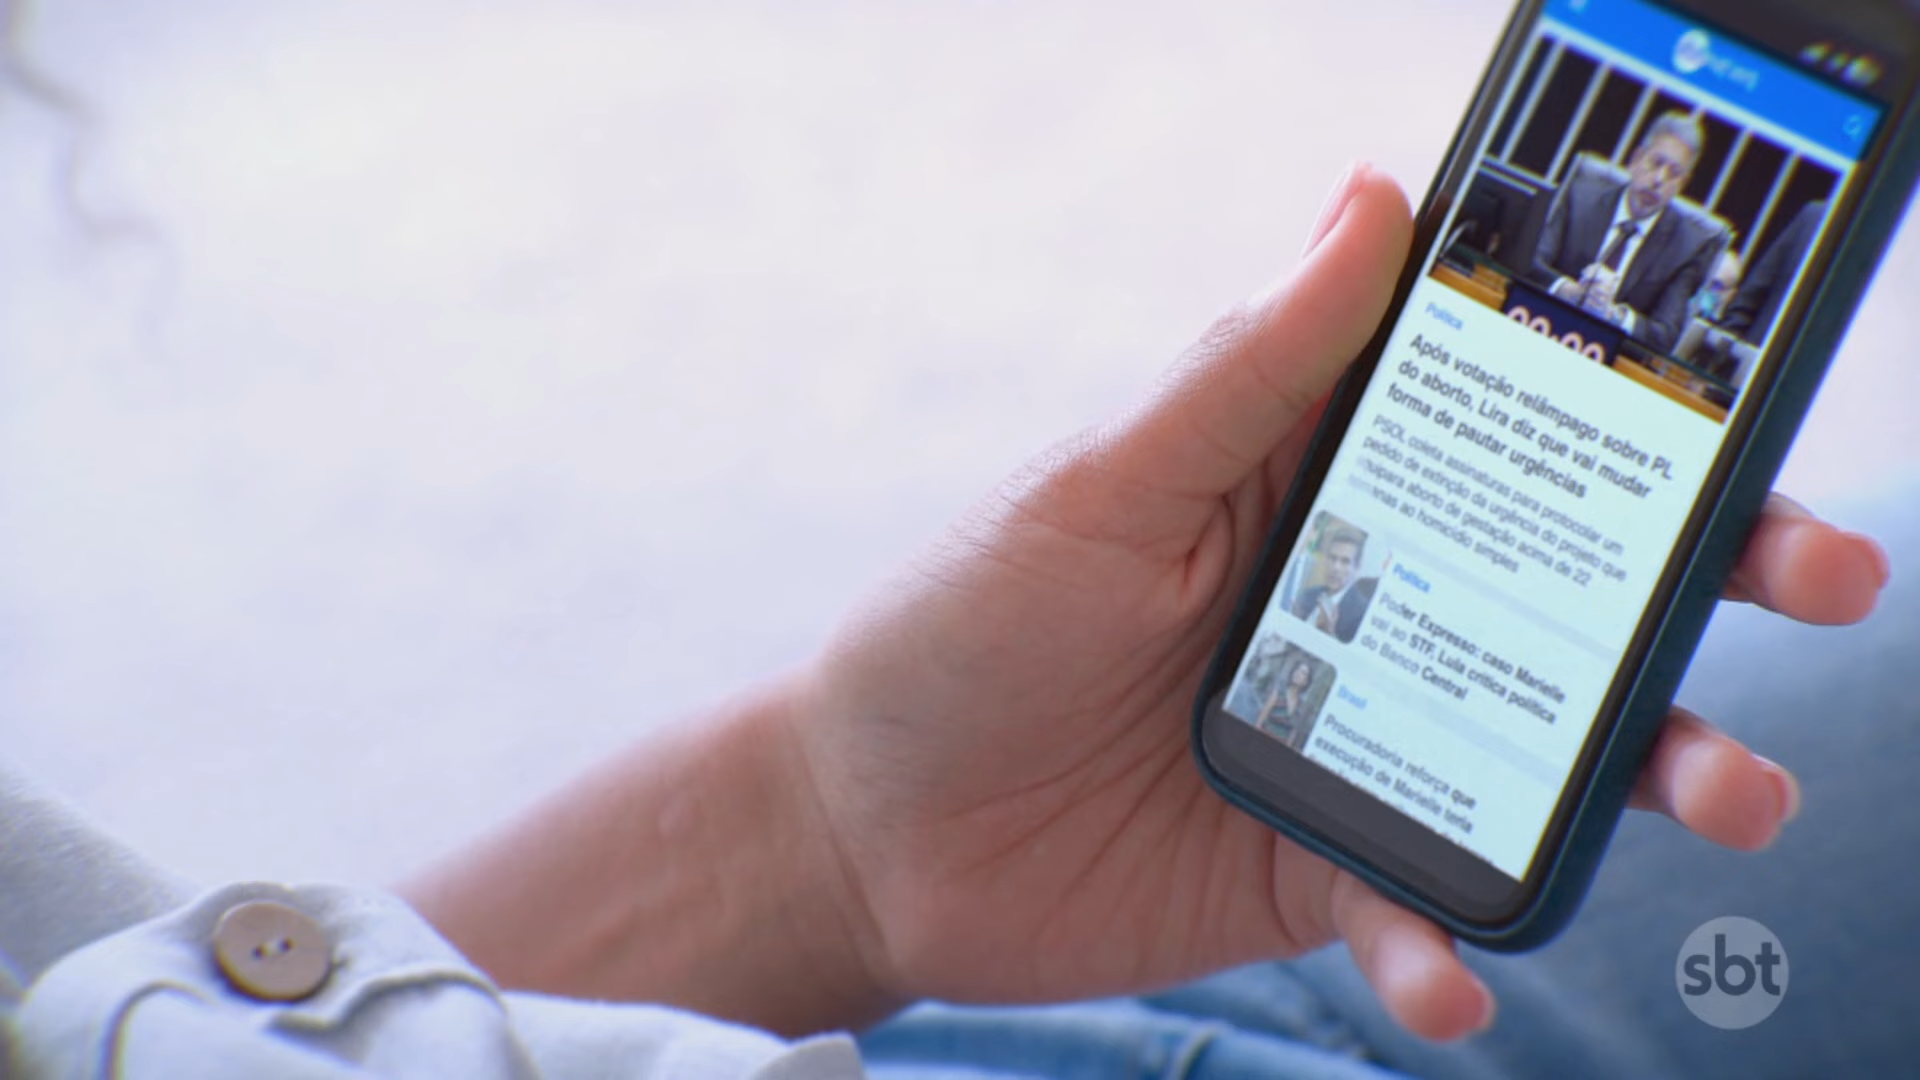 news
00:00
Política
Após votação relâmpago sobre PL
do aborto, Lira diz que vai mudar
forma de pautar urgências
PSOL coleta assinaturas para protocolar um
pedido de extinção da urgência do projeto que
equipara aborto de gestação acima de 22
semanas ao homicídio simples
Política
Poder Expresso: caso Marielle
vai ao STF, Lula critica política
do Banco Central
Brasil
Procuradoria reforça que
execução de Marielle teria
sbt